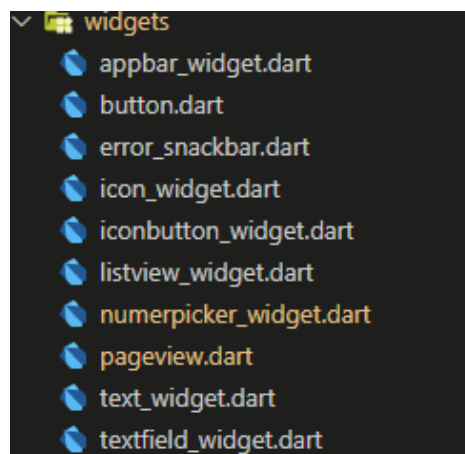 widgets
appbar_widget.dart
button.dart
error_snackbar.dart
icon_widget.dart
iconbutton_widget.dart
listview_widget.dart
numerpicker_widget.dart
pageview.dart
text_widget.dart
textfield_widget.dart